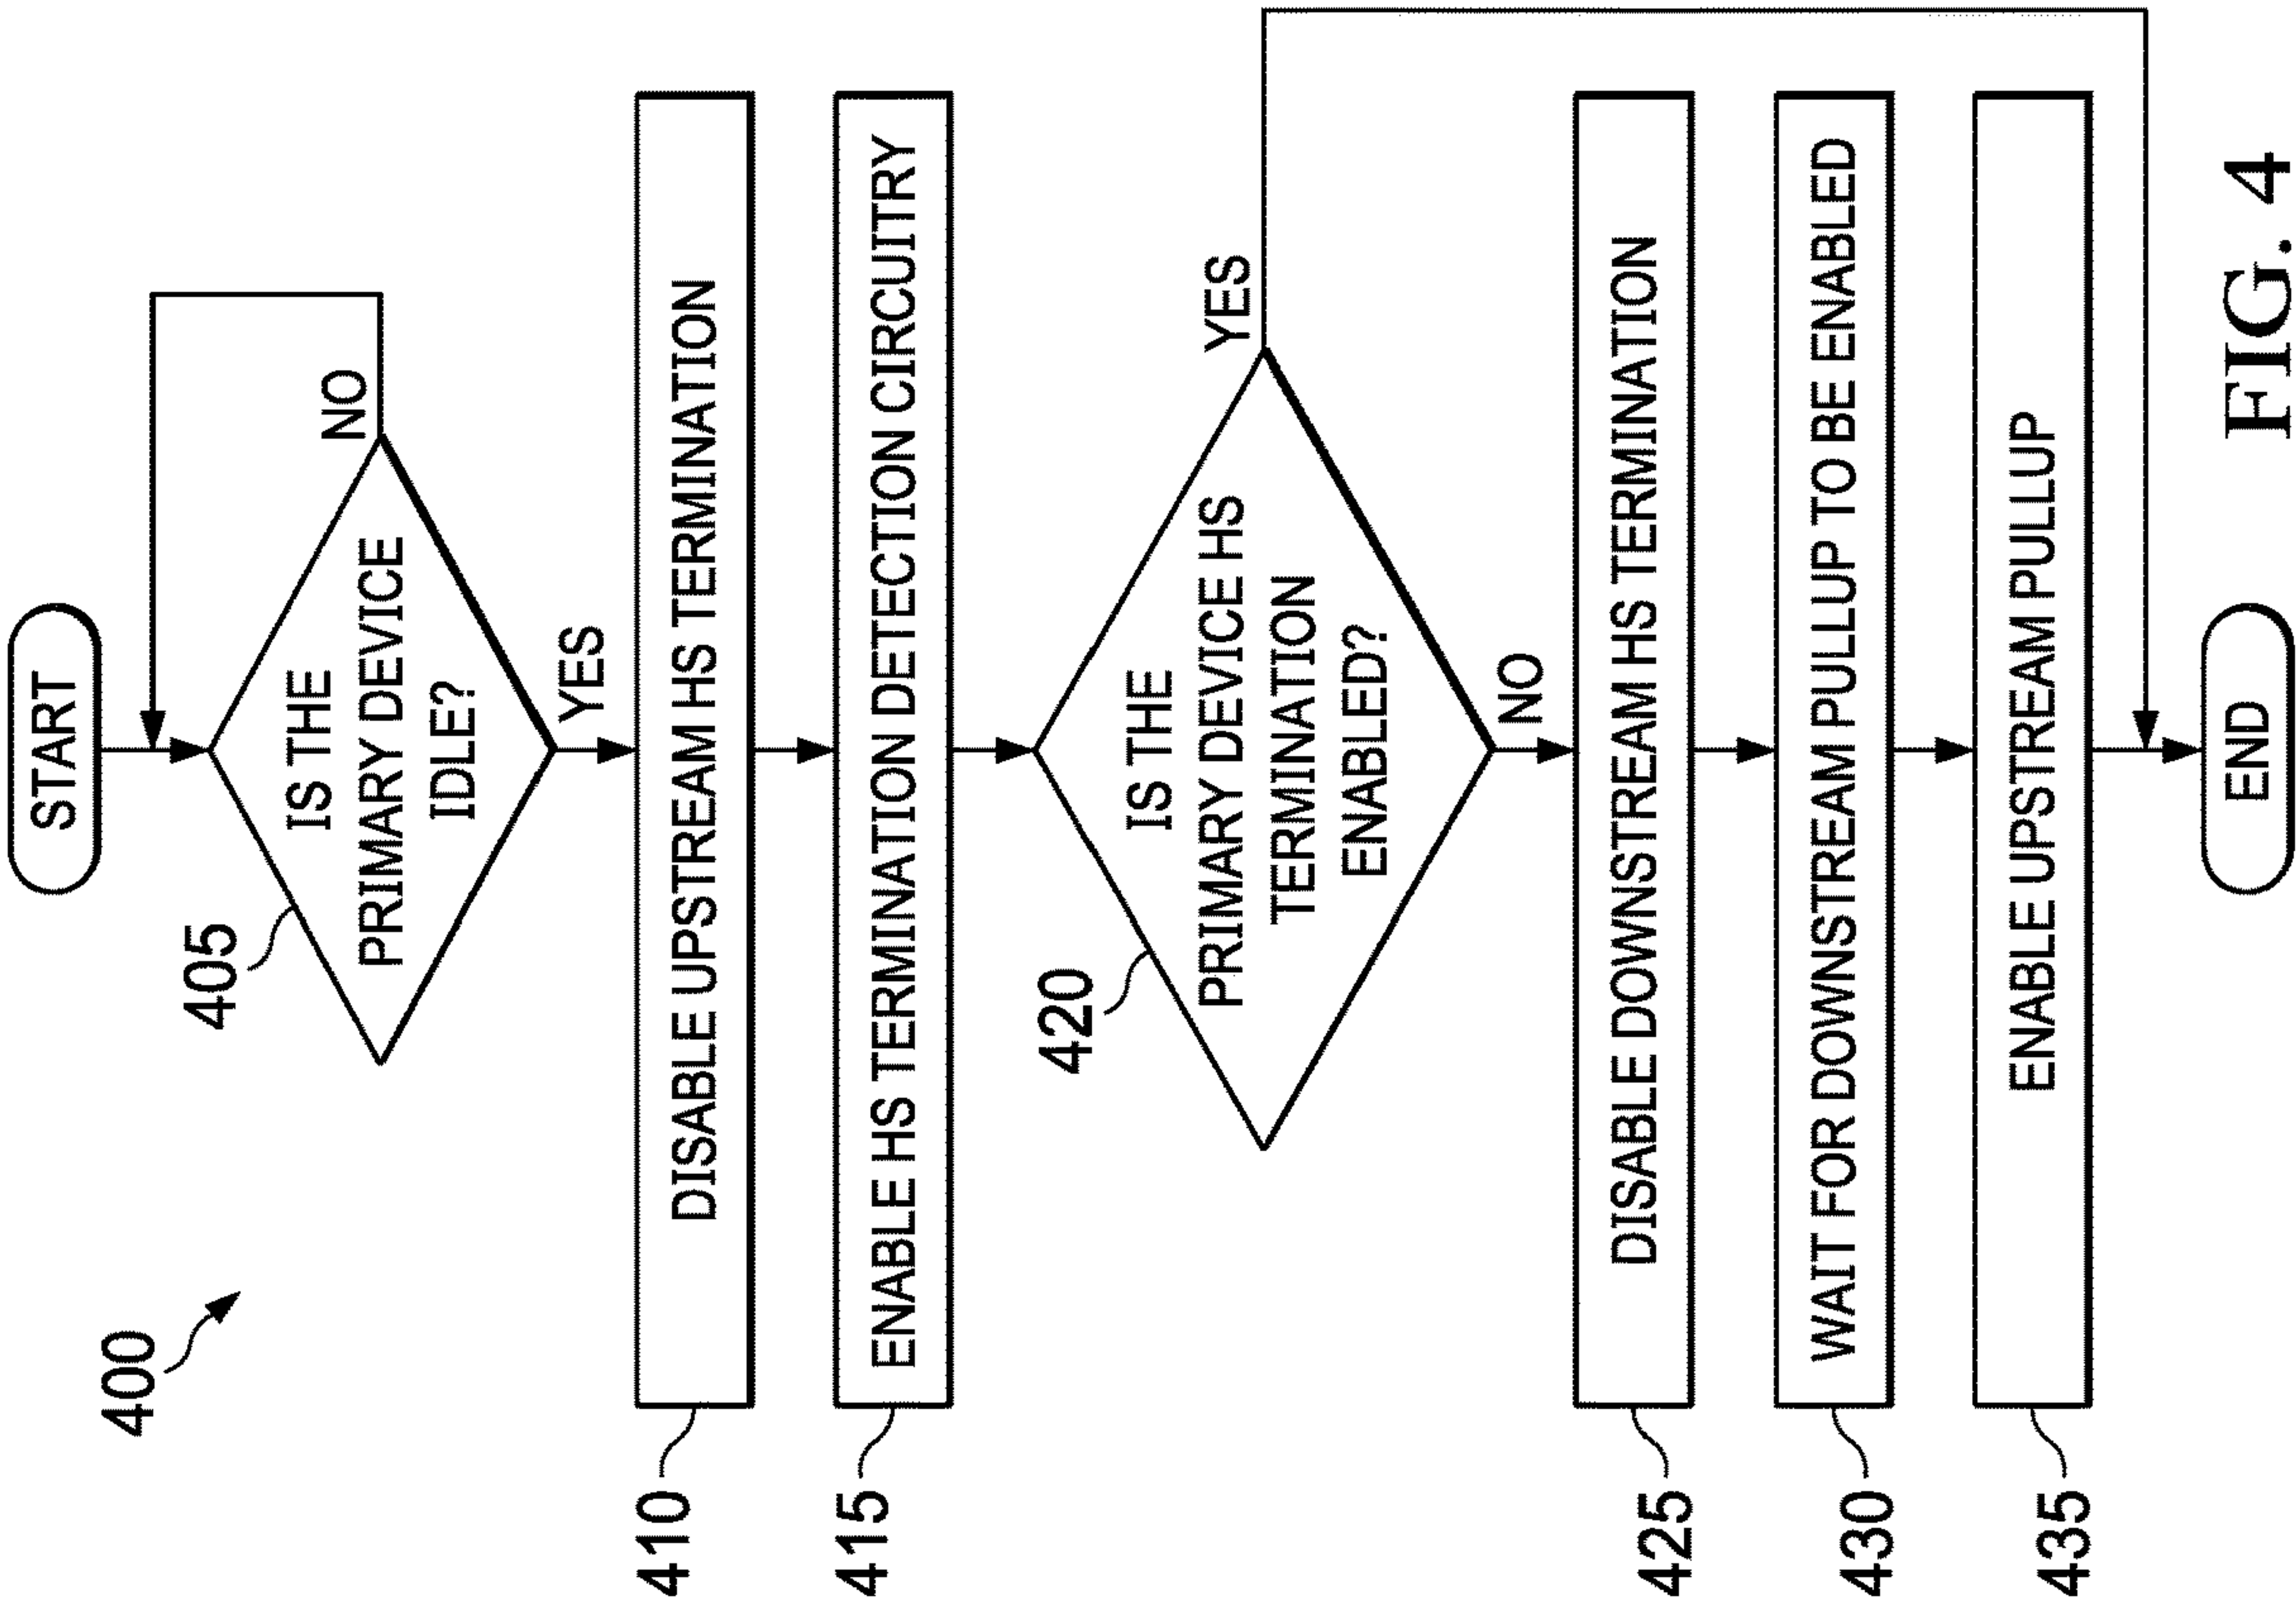 400
START
405
IS THE
PRIMARY DEVICE
IDLE?
NO
YES
410
DISABLE UPSTREAM HS TERMINATION
415
ENABLE HS TERMINATION DETECTION CIRCUITRY
420
IS THE
PRIMARY DEVICE HS
TERMINATION
ENABLED?
YES
NO
425
DISABLE DOWNSTREAM HS TERMINATION
430
WAIT FOR DOWNSTREAM PULLUP TO BE ENABLED
435
ENABLE UPSTREAM PULLUP
END
FIG. 4